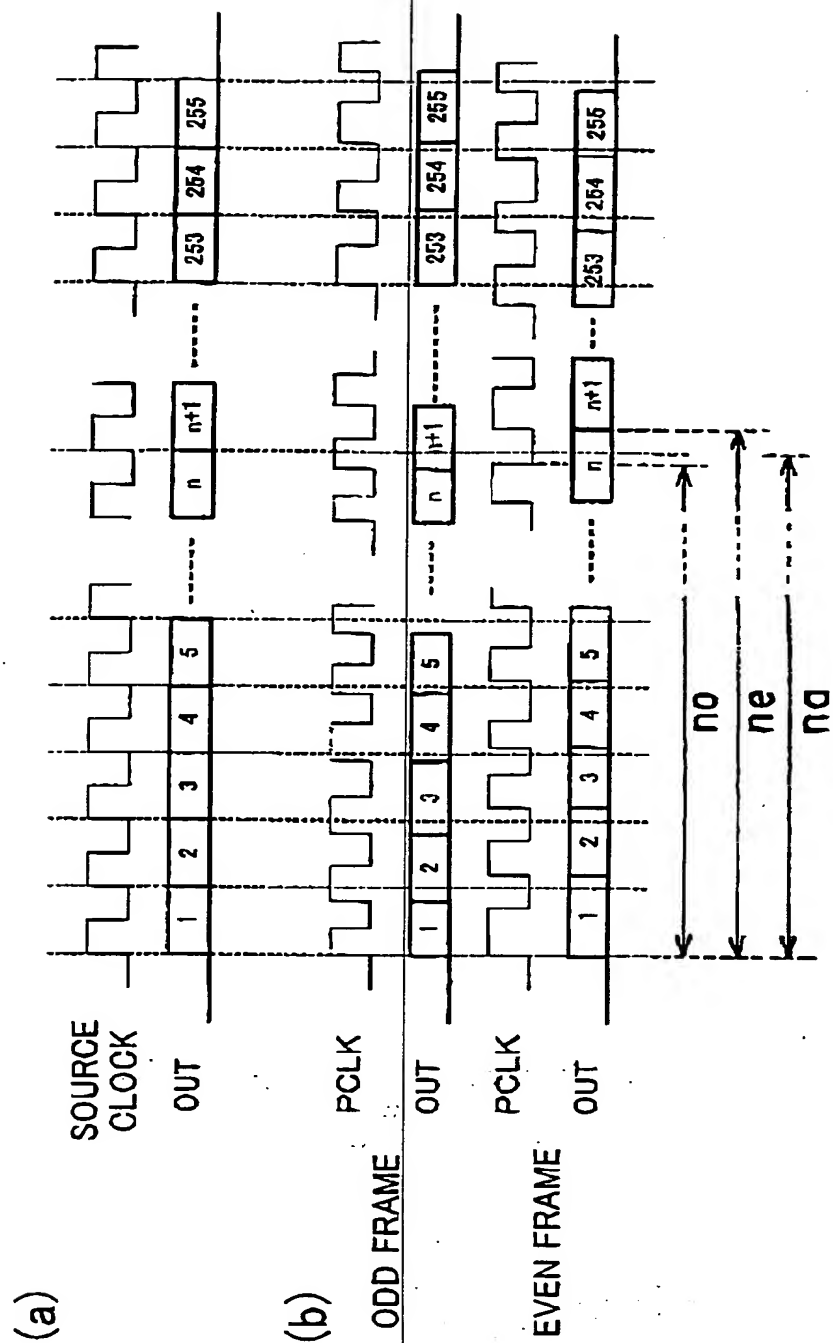 (a)
SOURCE
CLOCK
OUT
1 2 3 4 5 n n+1 253 254 255
(b)
PCLK
ODD FRAME
OUT
1 2 3 4 5 n n+1 253 254 255
PCLK
EVEN FRAME
OUT
1 2 3 4 5 n n+1 253 254 255
no
ne
na